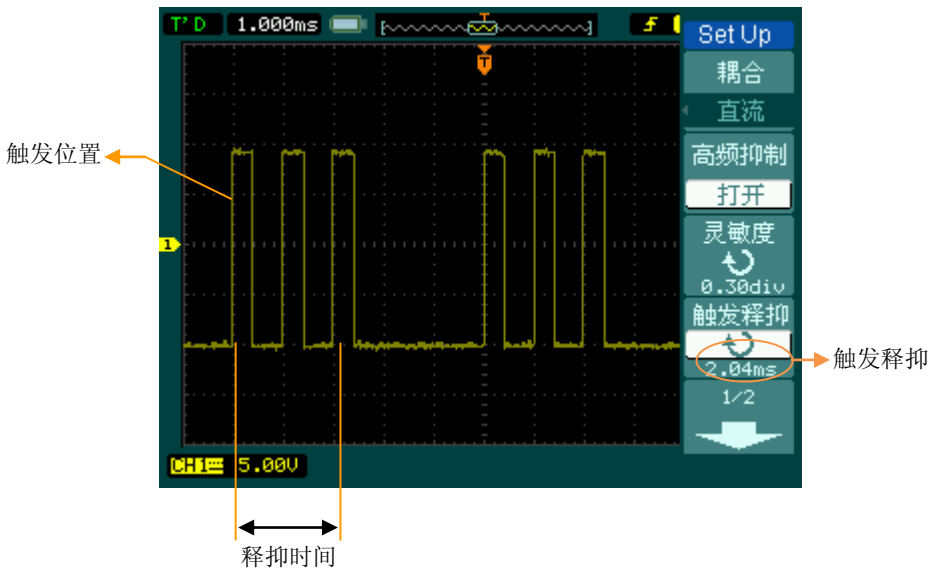 T'D 1.000ms T
Set Up
T
耦合
直流
触发位置
高频抑制
打开
灵敏度
1
0.30div
触发释抑
2.04ms
触发释抑
1/2
CH1 5.00V
释抑时间